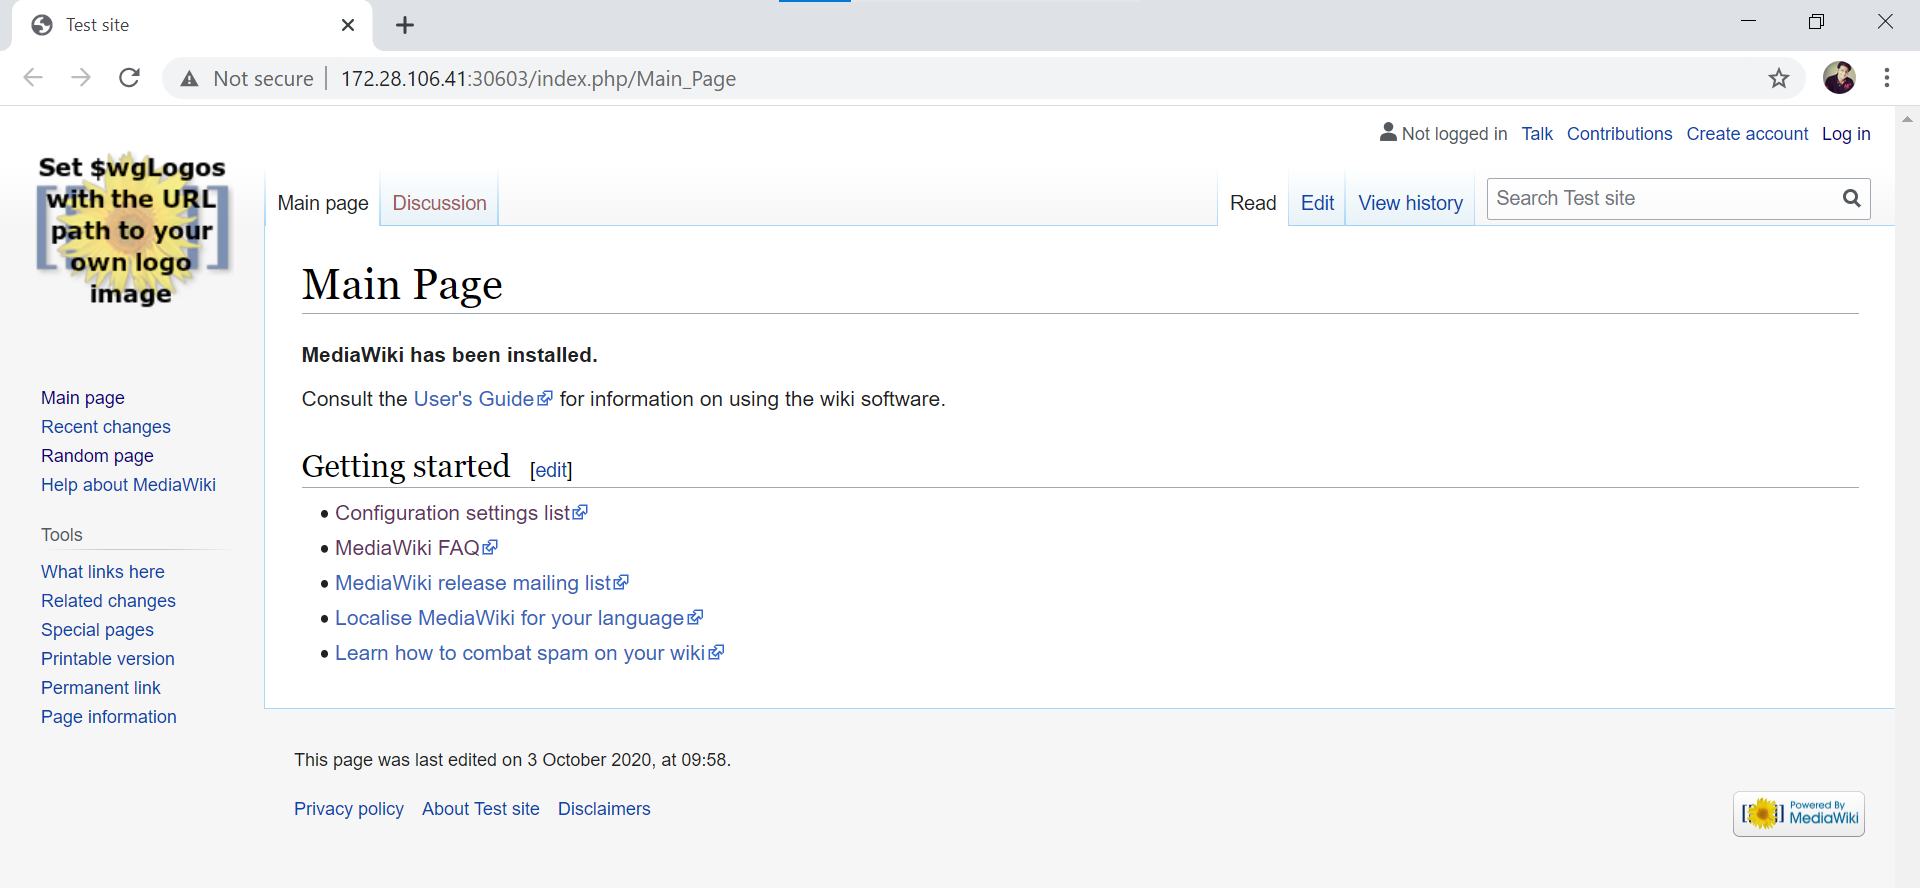 Test site
Not secure 172.28.106.41:30603/index.php/Main_Page
Not logged in Talk Contributions Create account Log in
Set $wgLogos
with the URL
path to your
own logo
image
Main page Discussion Read Edit View history Search Test site
Main Page
MediaWiki has been installed.
Consult the User's Guide for information on using the wiki software.
Getting started [edit]
• Configuration settings list
• MediaWiki FAQ
• MediaWiki release mailing list
• Localise MediaWiki for your language
• Learn how to combat spam on your wiki
Main page
Recent changes
Random page
Help about MediaWiki
Tools
What links here
Related changes
Special pages
Printable version
Permanent link
Page information
This page was last edited on 3 October 2020, at 09:58.
Privacy policy About Test site Disclaimers
Powered By
MediaWiki